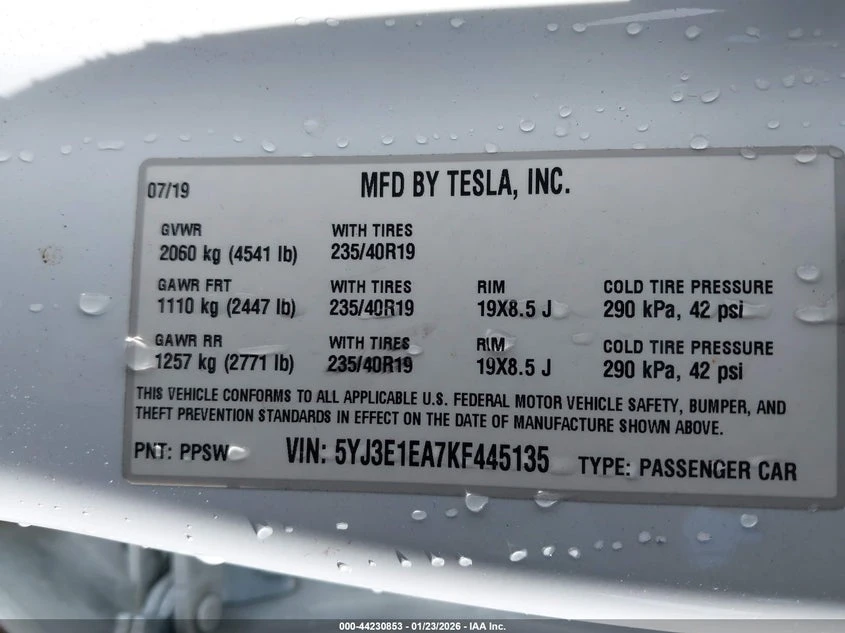 07/19 MFD BY TESLA, INC.
GVWR WITH TIRES
2060 kg (4541 lb) 235/40R19
GAWR FRT WITH TIRES RIM COLD TIRE PRESSURE
1110 kg (2447 lb) 235/40R19 19X8.5 J 290 kPa, 42 psi
GAWR RR WITH TIRES RIM COLD TIRE PRESSURE
1257 kg (2771 lb) 235/40R19 19X8.5 J 290 kPa, 42 psi
THIS VEHICLE CONFORMS TO ALL APPLICABLE U.S. FEDERAL MOTOR VEHICLE SAFETY, BUMPER, AND
THEFT PREVENTION STANDARDS IN EFFECT ON THE DATE OF MANUFACTURE SHOWN ABOVE.
PNT: PPSW VIN: 5YJ3E1EA7KF445135 TYPE: PASSENGER CAR
000-44230853 - 01/23/2026 - IAA Inc.